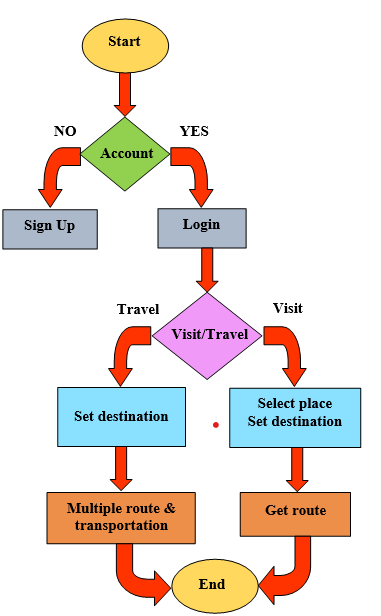 Start
NO
YES
Account
Sign Up
Login
Travel
Visit
Visit/Travel
Set destination
Select place
Set destination
Multiple route &
transportation
Get route
End